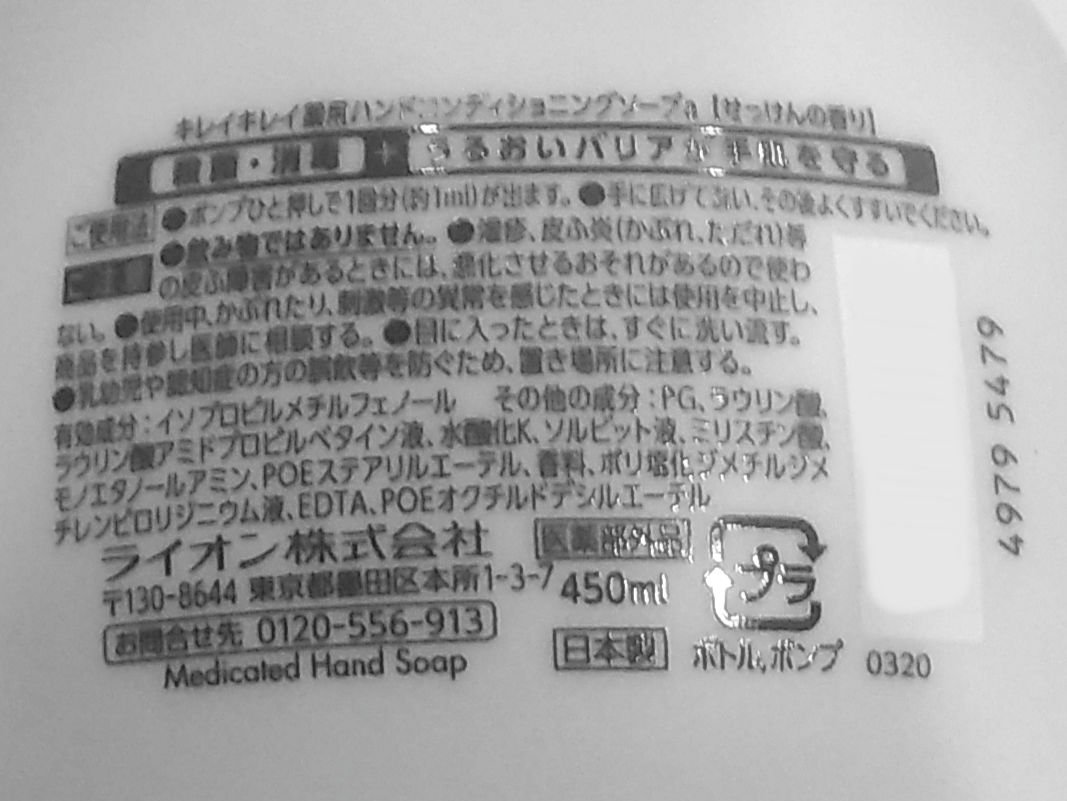 キレイキレイ薬用ハンドコンディショニングソープa【せっけんの香り】
殺菌・消毒 + うるおいバリアが手肌を守る
ご使用法 ●ポンプひと押しで1回分(約1ml)が出ます。●手に広げて洗い、その後よくすすいでください。
●飲み物ではありません。●湿疹、皮ふ炎(かぶれ、ただれ)等
の皮ふ障害があるときには、悪化させるおそれがあるので使わ
ない。●使用中、かぶれたり、刺激等の異常を感じたときには使用を中止し、
商品を持参し医師に相談する。●目に入ったときは、すぐに洗い流す。
●乳幼児や認知症の方の誤飲等を防ぐため、置き場所に注意する。
有効成分:イソプロピルメチルフェノール その他の成分:PG、ラウリン酸、
ラウリン酸アミドプロピルベタイン液、水酸化K、ソルビット液、ミリスチン酸、
モノエタノールアミン、POEステアリルエーテル、香料、ポリ塩化ジメチルジメ
チレンピロリジニウム液、EDTA、POEオクチルドデシルエーテル
ライオン株式会社
〒130-8644 東京都墨田区本所1-3-7
お問合せ先 0120-556-913
Medicated Hand Soap
医薬部外品
450ml
日本製
プラ
ボトル,ポンプ
0320
4979 5479